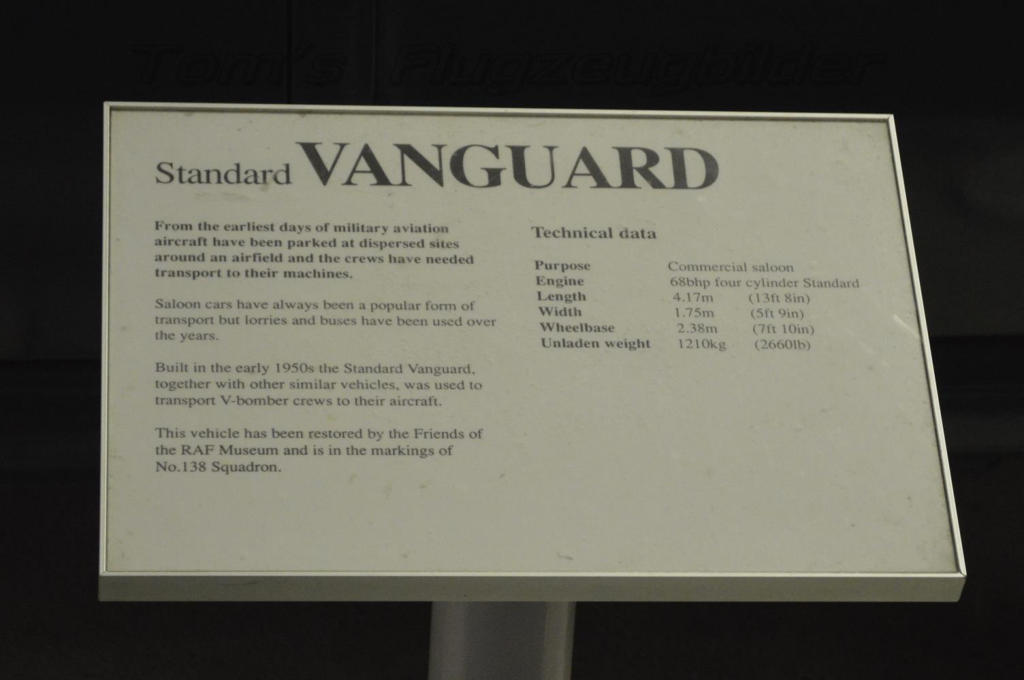 Tom's Flugzeugbilder
Standard VANGUARD
From the earliest days of military aviation
aircraft have been parked at dispersed sites
around an airfield and the crews have needed
transport to their machines.
Saloon cars have always been a popular form of
transport but lorries and buses have been used over
the years.
Built in the early 1950s the Standard Vanguard,
together with other similar vehicles, was used to
transport V-bomber crews to their aircraft.
This vehicle has been restored by the Friends of
the RAF Museum and is in the markings of
No.138 Squadron.
Technical data
Purpose Commercial saloon
Engine 68bhp four cylinder Standard
Length 4.17m (13ft 8in)
Width 1.75m (5ft 9in)
Wheelbase 2.38m (7ft 10in)
Unladen weight 1210kg (2660lb)